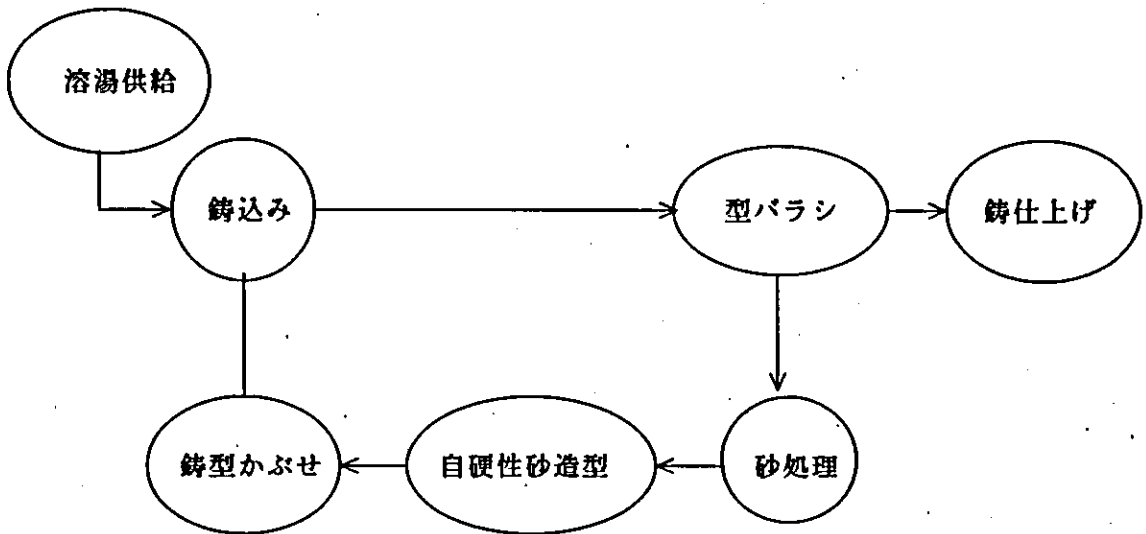 溶湯供給
鋳込み
型バラシ
鋳仕上げ
鋳型かぶせ
自硬性砂造型
砂処理